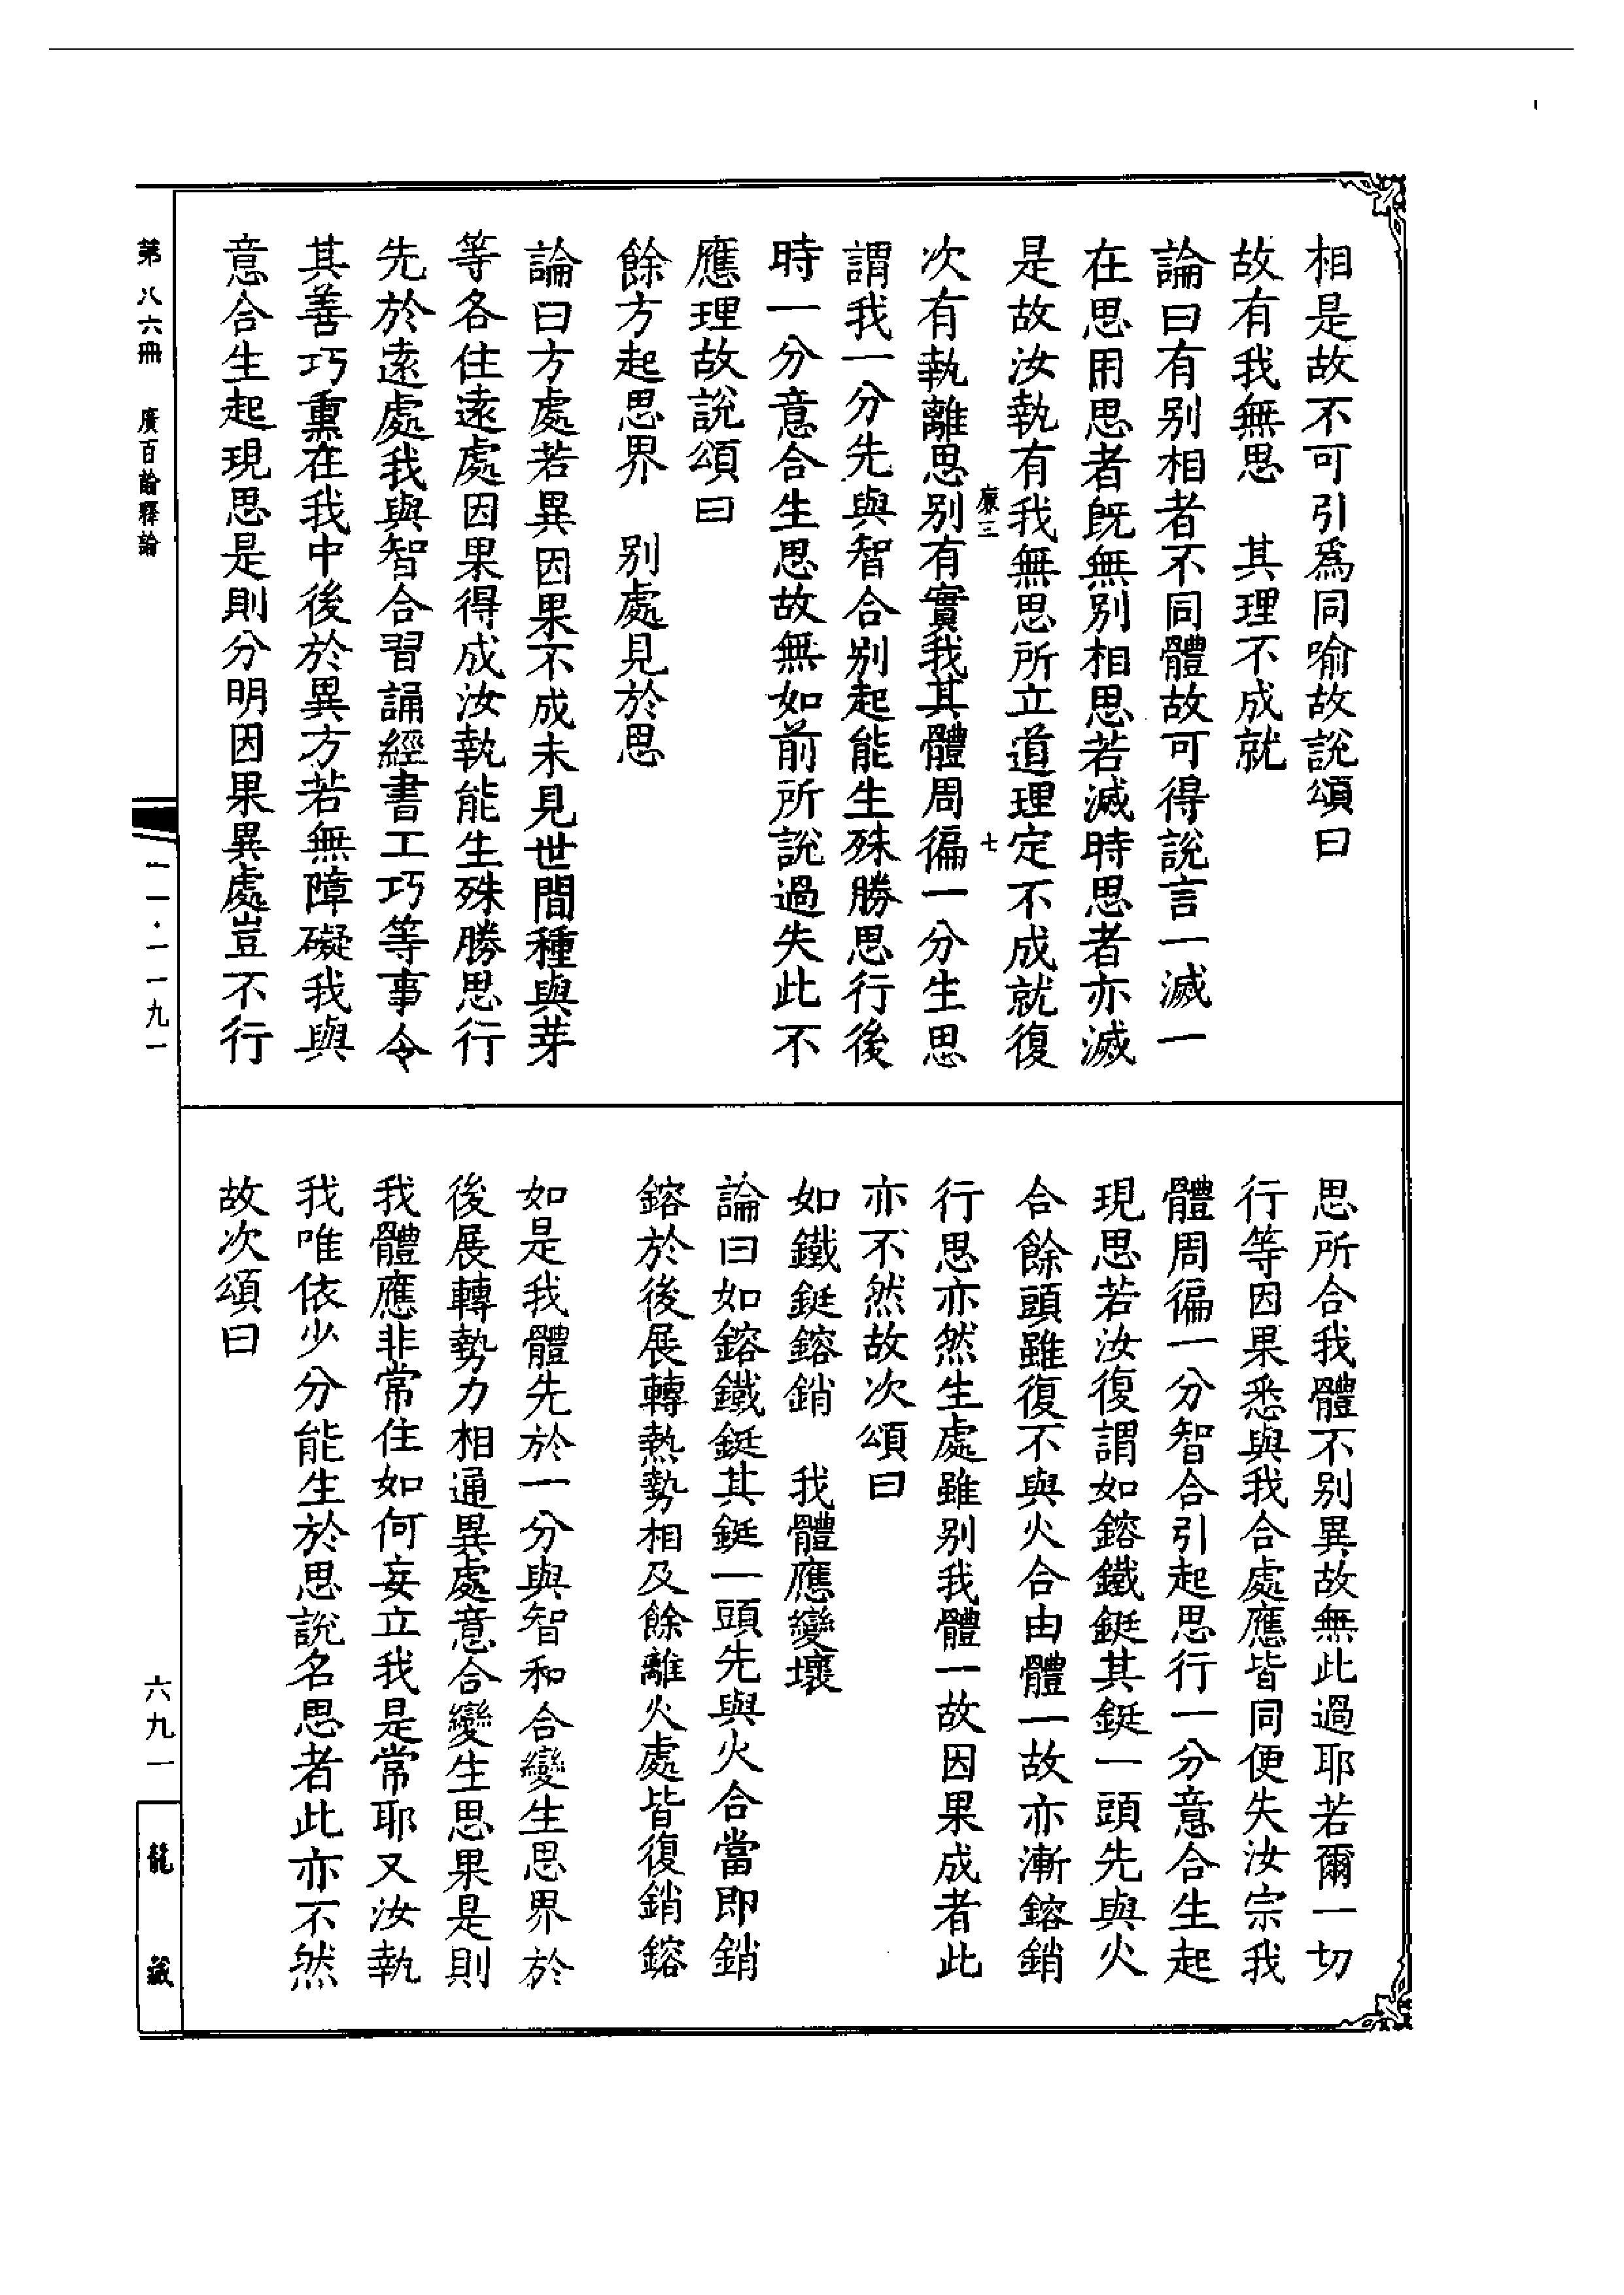 相是故不可引爲同喻故說頌曰
故有我無思　其理不成就
論曰有别相者不同體故可得說言一滅一
在思用思者旣無别相思若滅時思者亦滅
是故汝執有我無思所立道理定不成就復
廉三　七
次有執離思别有實我其體周徧一分生思
謂我一分先與智合别起能生殊勝思行後
時一分意合生思故無如前所說過失此不
應理故說頌曰
餘方起思界　别處見於思
論曰方處若異因果不成未見世間種與芽
等各住遠處因果得成汝執能生殊勝思行
先於遠處我與智合習誦經書工巧等事令
其善巧熏在我中後於異方若無障礙我與
意合生起現思是則分明因果異處豈不行
思所合我體不别異故無此過耶若爾一切
行等因果悉與我合處應皆同便失汝宗我
體周徧一分智合引起思行一分意合生起
現思若汝復謂如鎔鐵鋌其鋌一頭先與火
合餘頭雖復不與火合由體一故亦漸鎔銷
行思亦然生處雖别我體一故因果成者此
亦不然故次頌曰
如鐵鋌鎔銷　我體應變壞
論曰如鎔鐵鋌其鋌一頭先與火合當即銷
鎔於後展轉熱勢相及餘離火處皆復銷鎔
如是我體先於一分與智和合變生思界於
後展轉勢力相通異處意合變生思果是則
我體應非常住如何妄立我是常耶又汝執
我唯依少分能生於思說名思者此亦不然
故次頌曰
第八六冊　廣百論釋論
一一·一一九一
六九一
龍藏